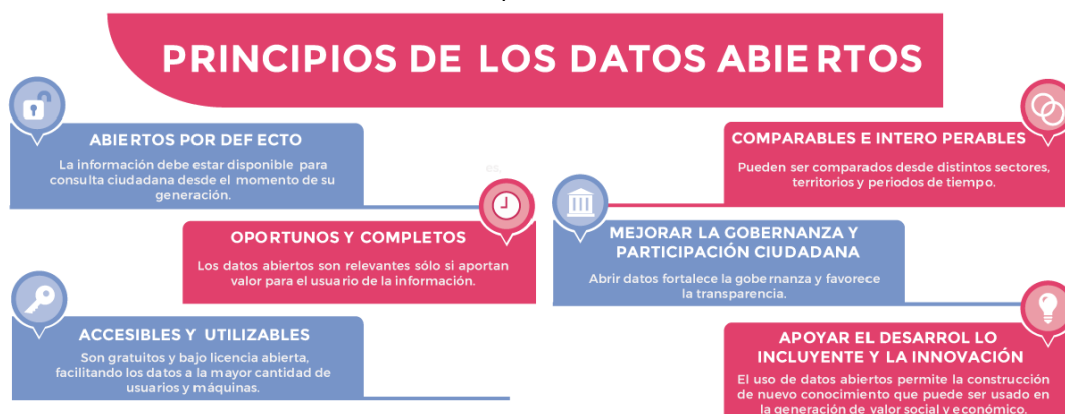 PRINCIPIOS DE LOS DATOS ABIERTOS
ABIERTOS POR DEFECTO
La información debe estar disponible para
consulta ciudadana desde el momento de su
generación.
OPORTUNOS Y COMPLETOS
Los datos abiertos son relevantes sólo si aportan
valor para el usuario de la información.
ACCESIBLES Y UTILIZABLES
Son gratuitos y bajo licencia abierta,
facilitando los datos a la mayor cantidad de
usuarios y máquinas.
COMPARABLES E INTEROPERABLES
Pueden ser comparados desde distintos sectores,
territorios y periodos de tiempo.
MEJORAR LA GOBERNANZA Y
PARTICIPACIÓN CIUDADANA
Abrir datos fortalece la gobernanza y favorece
la transparencia.
APOYAR EL DESARROLLO
INCLUYENTE Y LA INNOVACIÓN
El uso de datos abiertos permite la construcción
de nuevo conocimiento que puede ser usado en
la generación de valor social y económico.